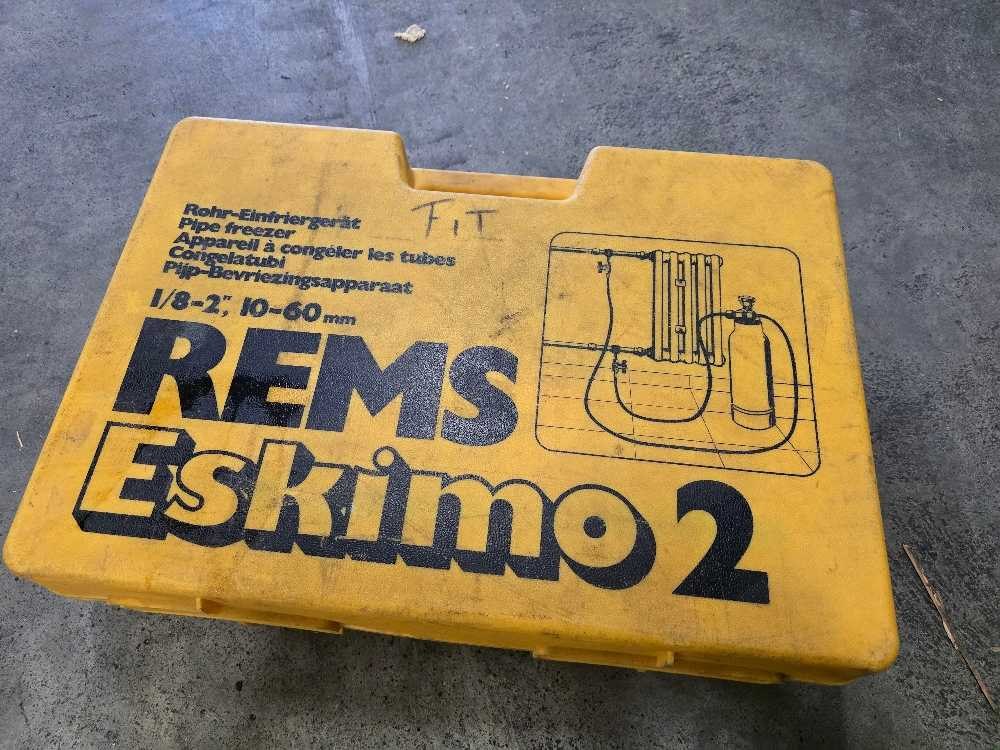 FIT
Rohr-Einfriergerät
Pipe freezer
Appareil à congéler les tubes
Congelatubi
Pijp-Bevriezingsapparaat
1/8-2", 10-60 mm
REMS
Eskimo 2